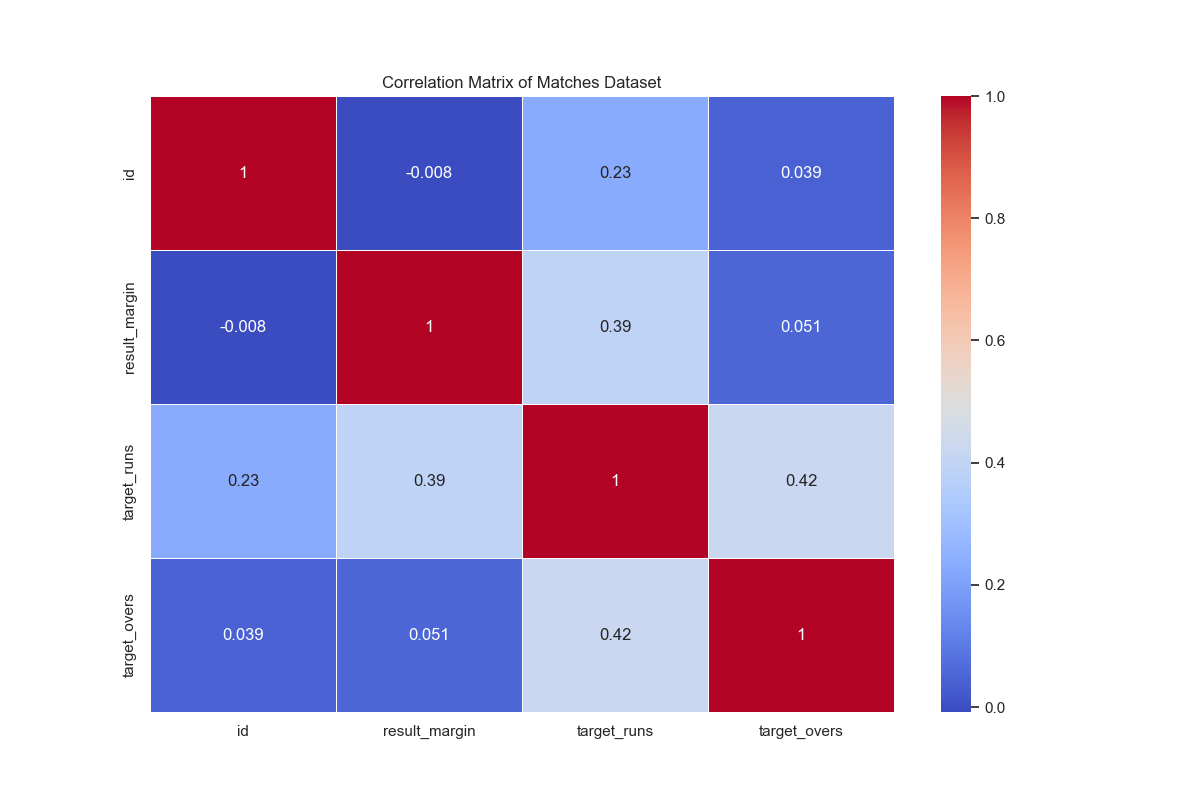 Correlation Matrix of Matches Dataset
id
1
-0.008
0.23
0.039
result_margin
-0.008
1
0.39
0.051
target_runs
0.23
0.39
1
0.42
target_overs
0.039
0.051
0.42
1
id
result_margin
target_runs
target_overs
1.0
0.8
0.6
0.4
0.2
0.0